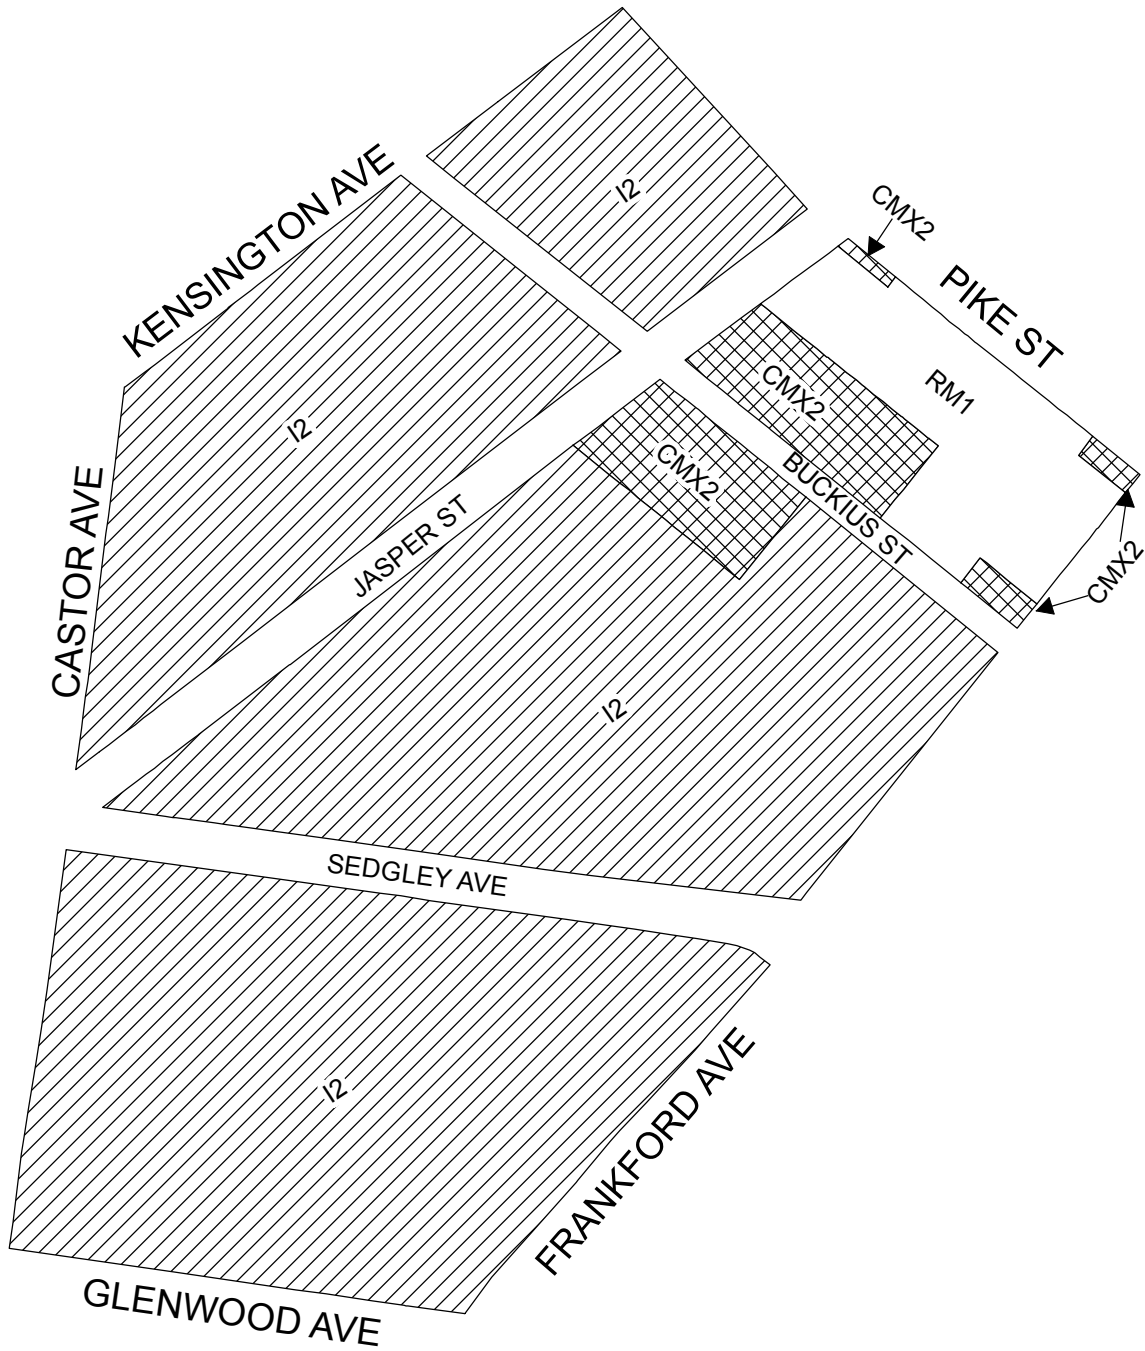 I2
KENSINGTON AVE
CMX2
PIKE ST
CMX2
RM1
I2
CMX2
BUCKIUS ST
CASTOR AVE
JASPER ST
CMX2
I2
SEDGLEY AVE
I2
FRANKFORD AVE
GLENWOOD AVE